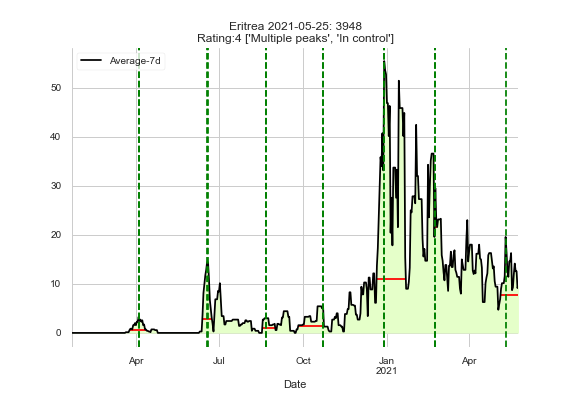 Eritrea 2021-05-25: 3948
Rating:4 ['Multiple peaks', 'In control']
Average-7d
50
40
30
20
10
0
Apr Jul Oct Jan Apr
2021
Date